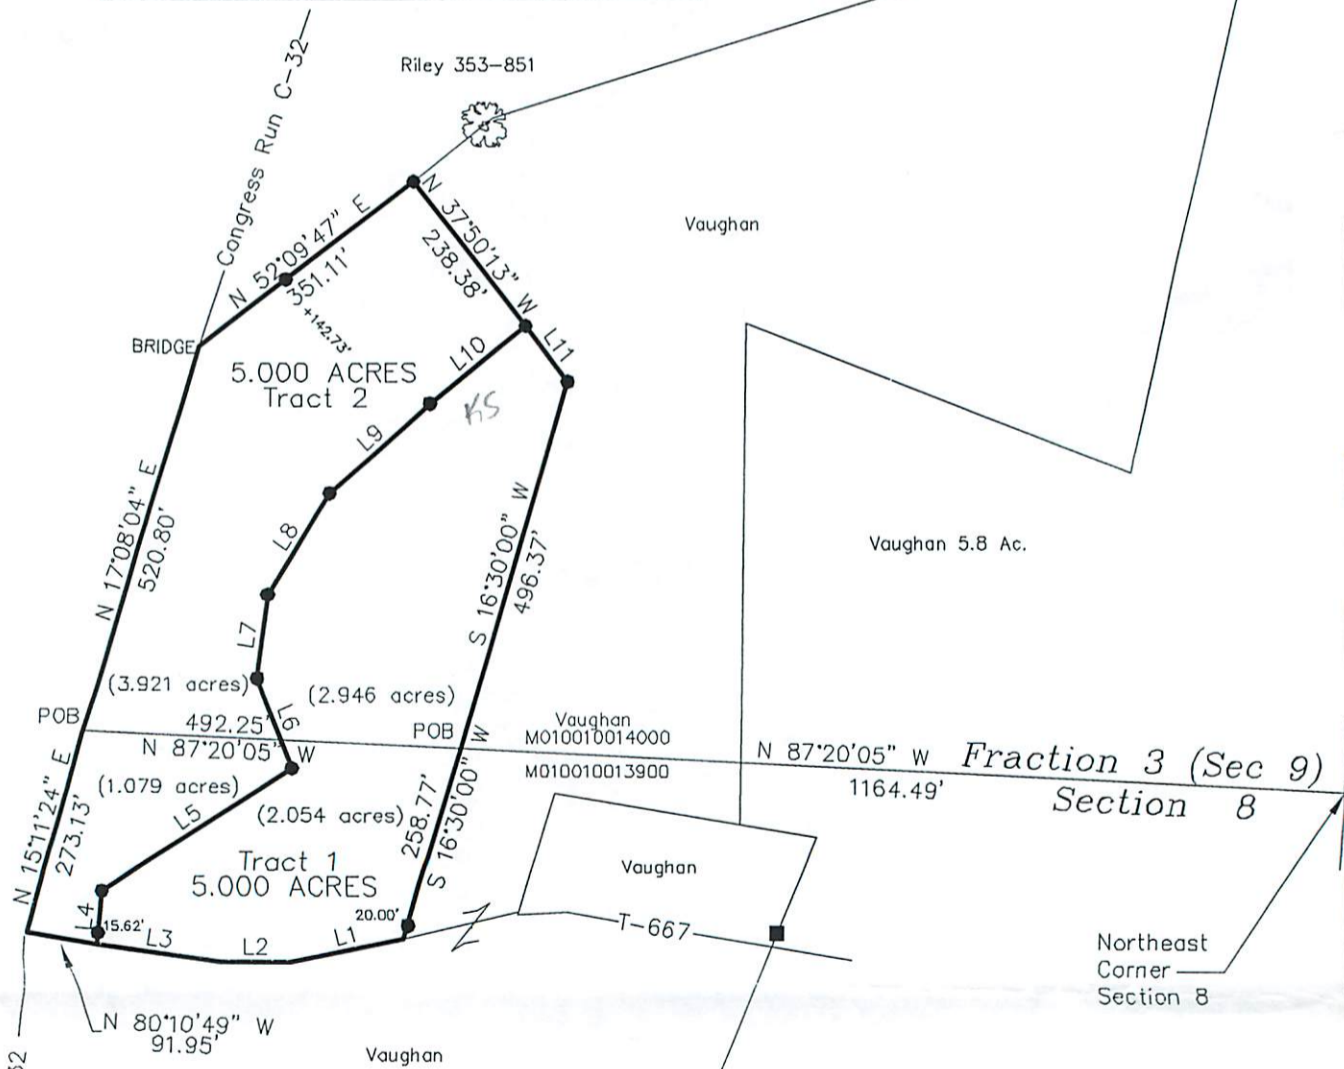 Congress Run C-32
Riley 353-851
N 52°09'47" E
351.11'
+142.73'
N 37°50'13" W
238.38'
Vaughan
BRIDGE
5.000 ACRES
Tract 2
L10
L11
KS
L9
L8
N 17°08'04" E
520.80'
S 16°30'00" W
496.37'
Vaughan 5.8 Ac.
L7
(3.921 acres)
(2.946 acres)
L6
POB
492.25'
N 87°20'05" W
POB
Vaughan
M010010014000
M010010013900
N 87°20'05" W
1164.49'
Fraction 3 (Sec 9)
Section 8
N 15°11'24" E
273.13'
(1.079 acres)
L5
(2.054 acres)
258.77'
S 16°30'00" W
Tract 1
5.000 ACRES
Vaughan
L4
15.62'
L3
L2
L1
20.00'
T-667
Northeast
Corner
Section 8
N 80°10'49" W
91.95'
Vaughan